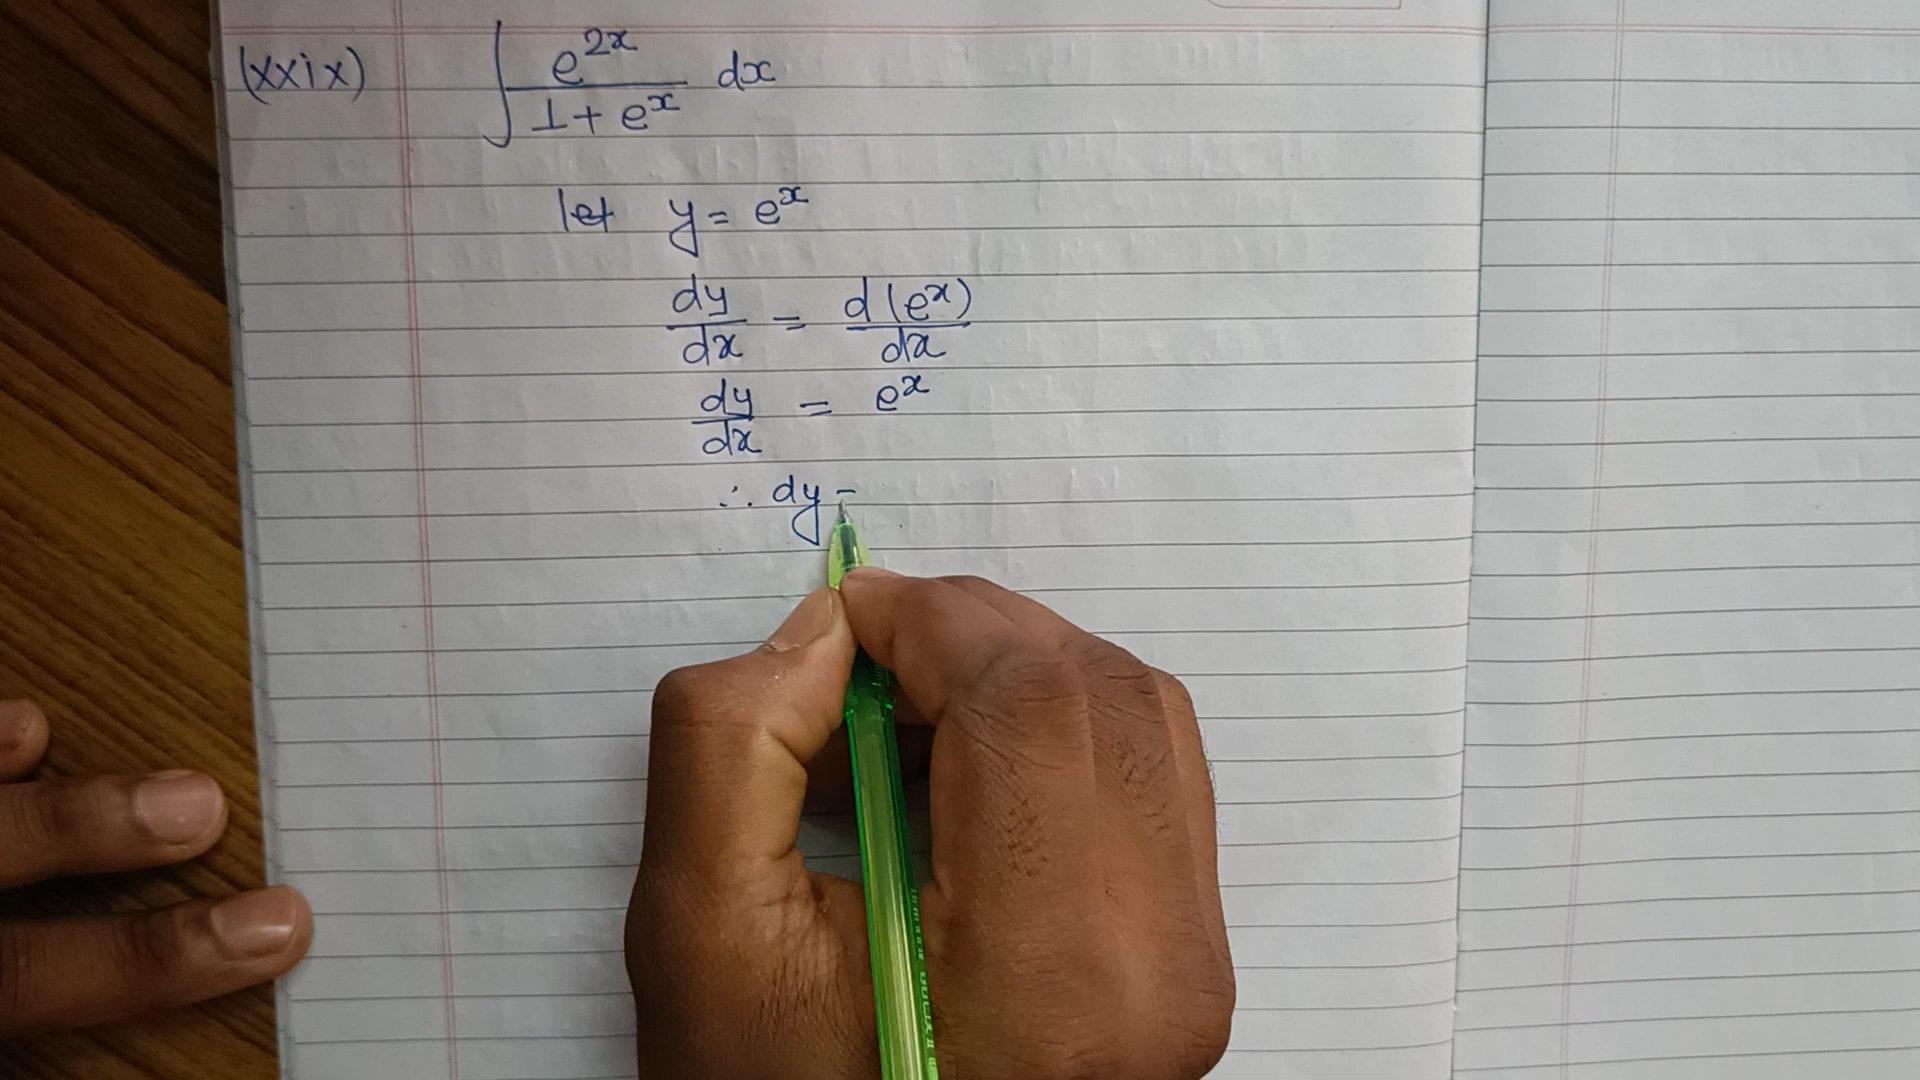 (xxix) ∫ e^{2x} / (1 + e^x) dx
let y = e^x
dy/dx = d(e^x)/dx
dy/dx = e^x
∴ dy =